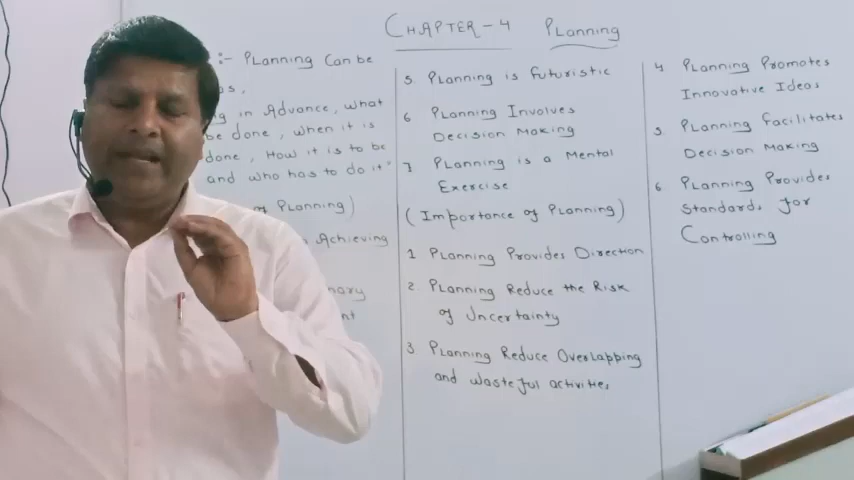 CHAPTER-4 Planning
:- Planning Can be
in Advance, what
be done, when it is
done, How it is to be
and who has to do it"
of Planning)
Achieving
5. Planning is futuristic
6 Planning Involves
Decision Making
7 Planning is a Mental
Exercise
(Importance of Planning)
1 Planning Provides Direction
2 Planning Reduce the Risk
of Uncertainty
3 Planning Reduce Overlapping
and wasteful activities
4 Planning Promotes
Innovative Ideas
5 Planning facilitates
Decision Making
6 Planning Provides
Standards for
Controlling